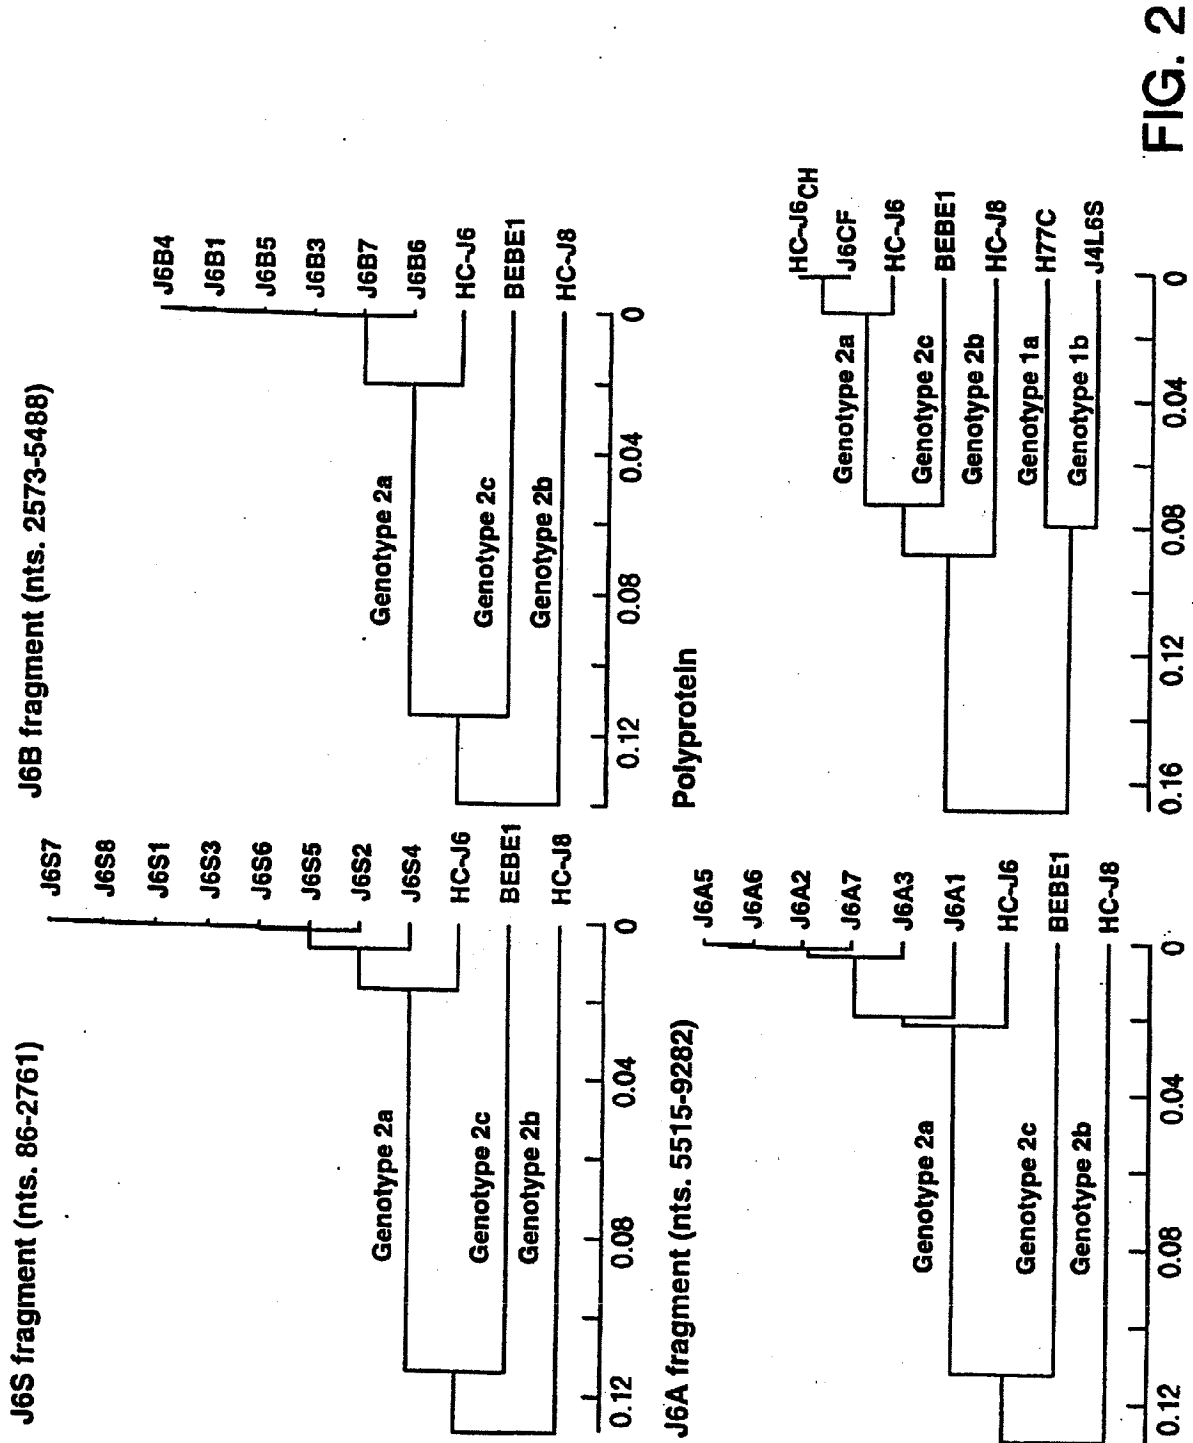 J6S fragment (nts. 86-2761)
J6S7
J6S8
J6S1
J6S3
J6S6
J6S5
J6S2
J6S4
HC-J6
BEBE1
HC-J8
Genotype 2a
Genotype 2c
Genotype 2b
0.12
0.08
0.04
0
J6B fragment (nts. 2573-5488)
J6B4
J6B1
J6B5
J6B3
J6B7
J6B6
HC-J6
BEBE1
HC-J8
Genotype 2a
Genotype 2c
Genotype 2b
0.12
0.08
0.04
0
J6A fragment (nts. 5515-9282)
J6A5
J6A6
J6A2
J6A7
J6A3
J6A1
HC-J6
BEBE1
HC-J8
Genotype 2a
Genotype 2c
Genotype 2b
0.12
0.08
0.04
0
Polyprotein
HC-J6CH
J6CF
HC-J6
BEBE1
HC-J8
H77C
J4L6S
Genotype 2a
Genotype 2c
Genotype 2b
Genotype 1a
Genotype 1b
0.16
0.12
0.08
0.04
0
FIG. 2